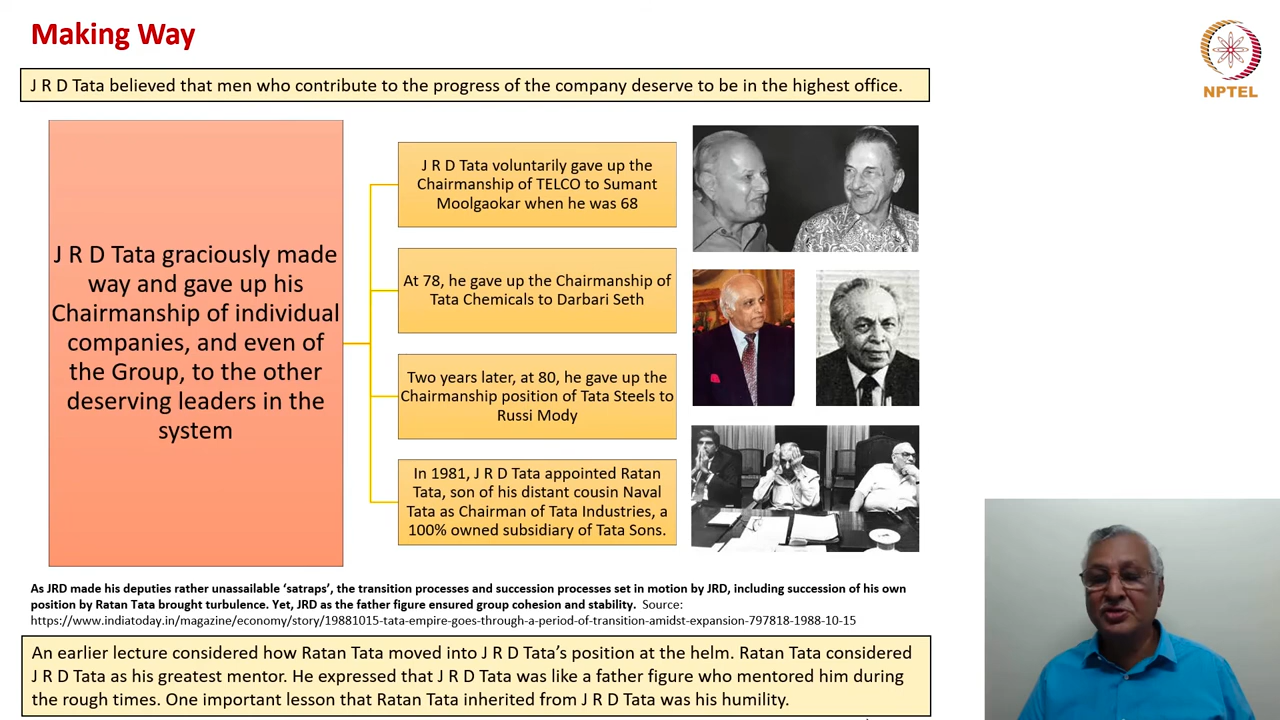 Making Way
NPTEL
J R D Tata believed that men who contribute to the progress of the company deserve to be in the highest office.
J R D Tata graciously made
way and gave up his
Chairmanship of individual
companies, and even of
the Group, to the other
deserving leaders in the
system
J R D Tata voluntarily gave up the
Chairmanship of TELCO to Sumant
Moolgaokar when he was 68
At 78, he gave up the Chairmanship of
Tata Chemicals to Darbari Seth
Two years later, at 80, he gave up the
Chairmanship position of Tata Steels to
Russi Mody
In 1981, J R D Tata appointed Ratan
Tata, son of his distant cousin Naval
Tata as Chairman of Tata Industries, a
100% owned subsidiary of Tata Sons.
As JRD made his deputies rather unassailable ‘satraps’, the transition processes and succession processes set in motion by JRD, including succession of his own
position by Ratan Tata brought turbulence. Yet, JRD as the father figure ensured group cohesion and stability. Source:
https://www.indiatoday.in/magazine/economy/story/19881015-tata-empire-goes-through-a-period-of-transition-amidst-expansion-797818-1988-10-15
An earlier lecture considered how Ratan Tata moved into J R D Tata’s position at the helm. Ratan Tata considered
J R D Tata as his greatest mentor. He expressed that J R D Tata was like a father figure who mentored him during
the rough times. One important lesson that Ratan Tata inherited from J R D Tata was his humility.